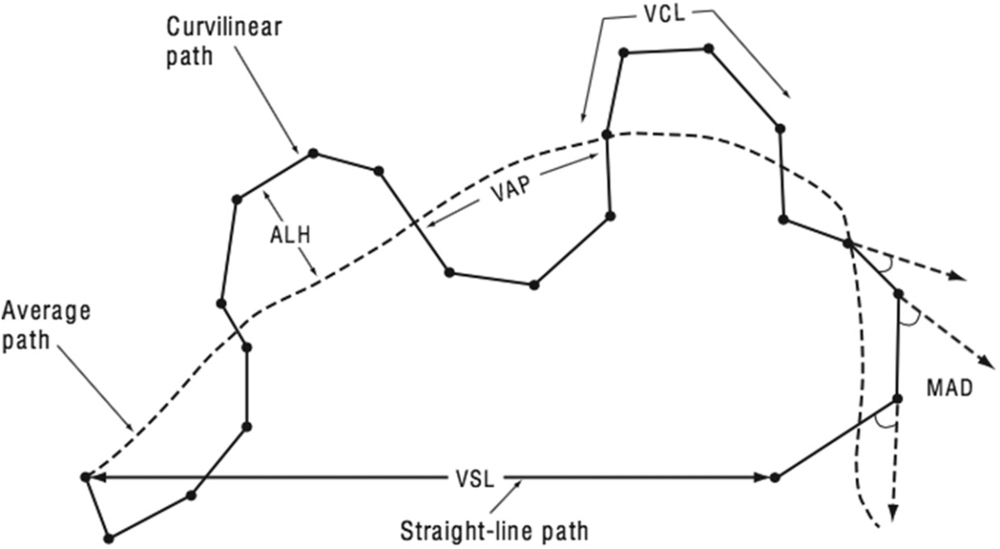 VCL
Curvilinear
path
VAP
ALH
Average
path
MAD
VSL
Straight-line path